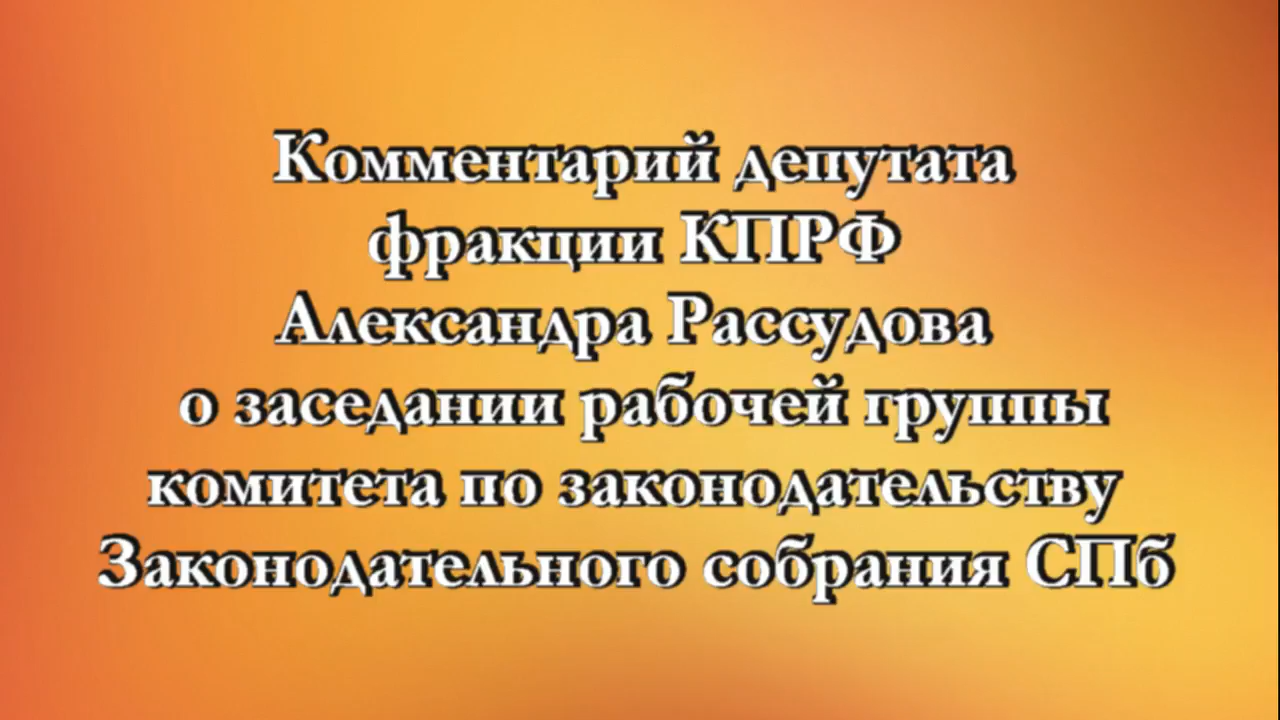 Комментарий депутата
фракции КПРФ
Александра Рассудова
о заседании рабочей группы
комитета по законодательству
Законодательного собрания СПб